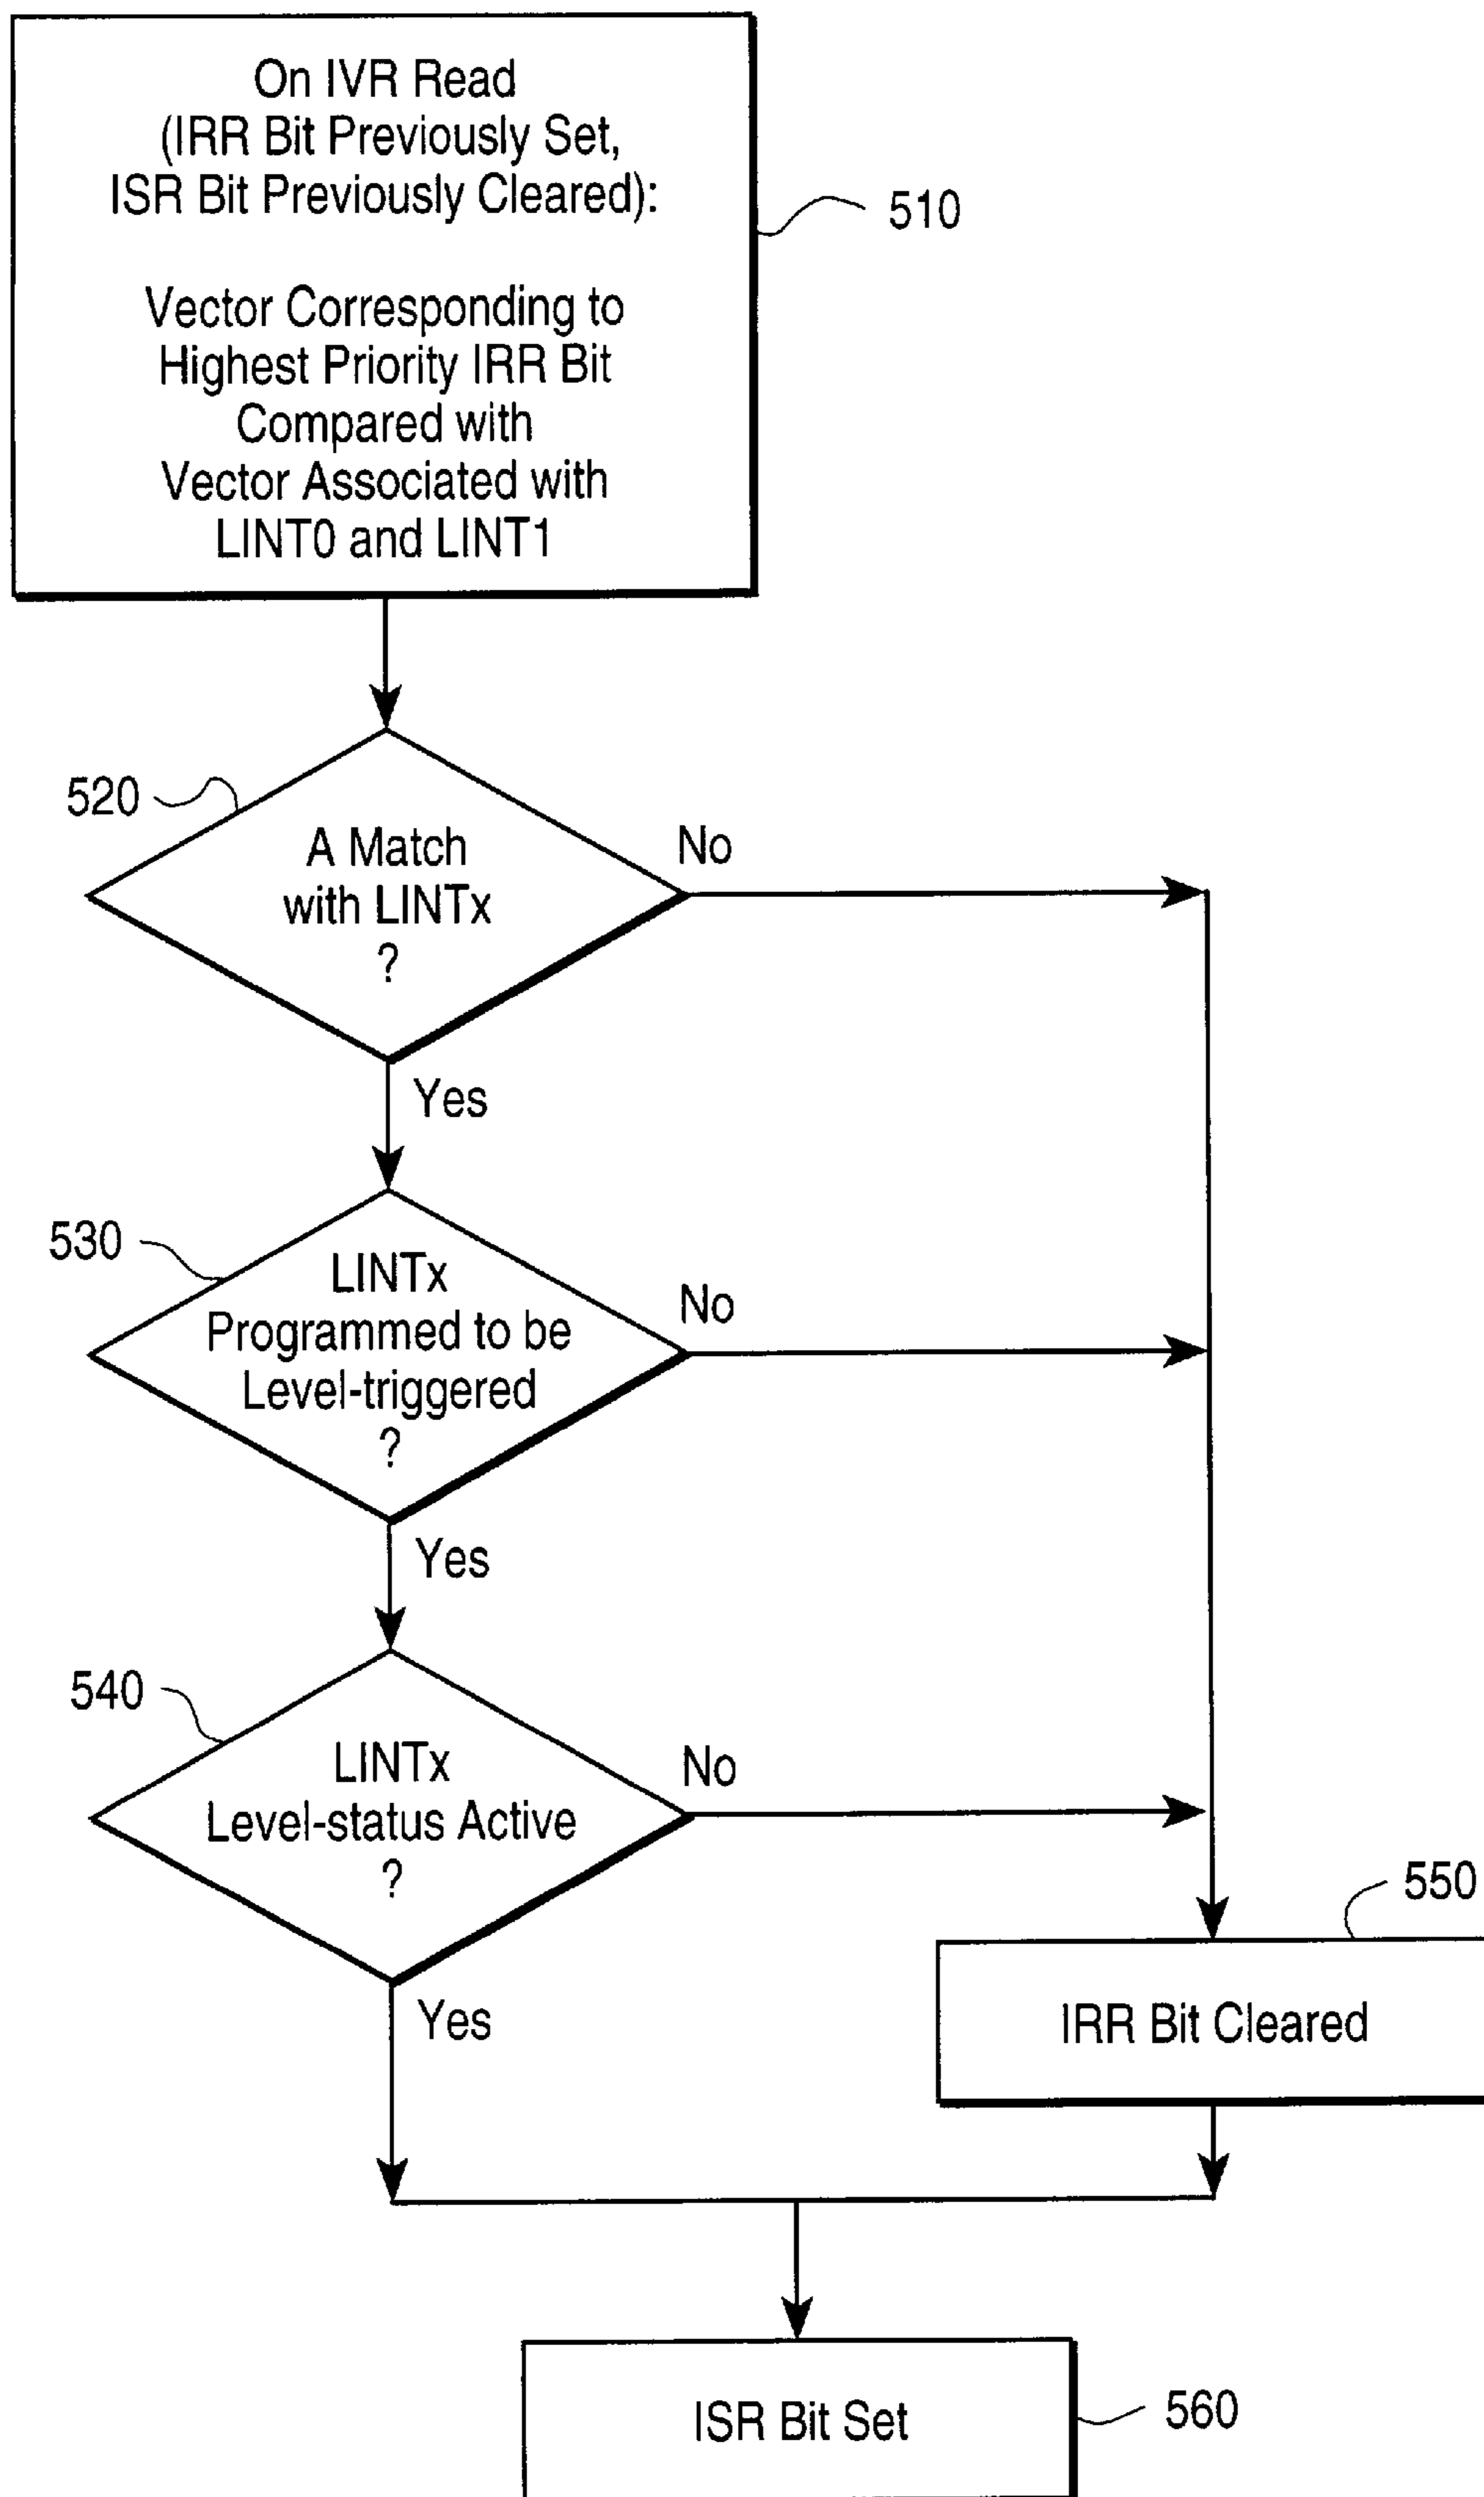 On IVR Read
(IRR Bit Previously Set,
ISR Bit Previously Cleared):
Vector Corresponding to
Highest Priority IRR Bit
Compared with
Vector Associated with
LINT0 and LINT1
510
520
A Match
with LINTx
?
No
Yes
530
LINTx
Programmed to be
Level-triggered
?
No
Yes
540
LINTx
Level-status Active
?
No
Yes
550
IRR Bit Cleared
ISR Bit Set
560